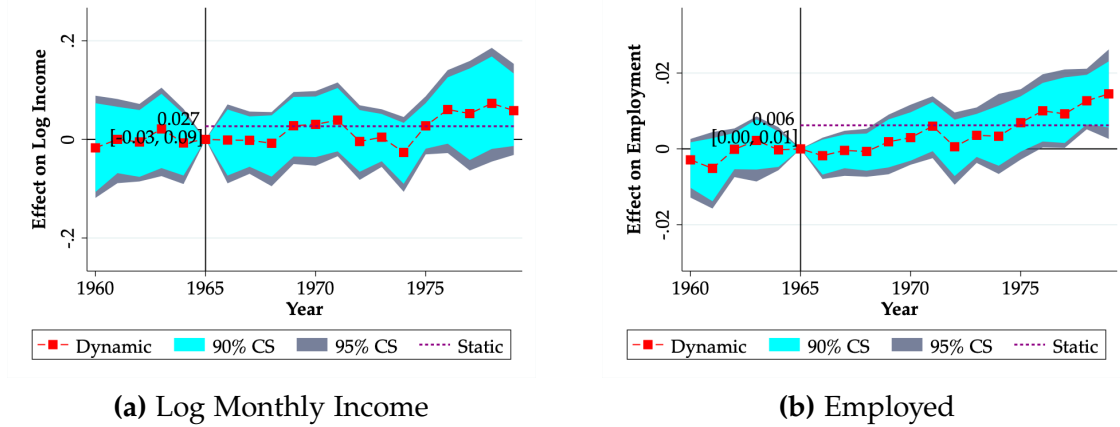 Effect on Log Income
.2
0
-.2
0.027
[-0.03, 0.09]
1960 1965 1970 1975
Year
Dynamic 90% CS 95% CS Static
(a) Log Monthly Income
Effect on Employment
.02
0
-.02
0.006
[0.00, 0.01]
1960 1965 1970 1975
Year
Dynamic 90% CS 95% CS Static
(b) Employed